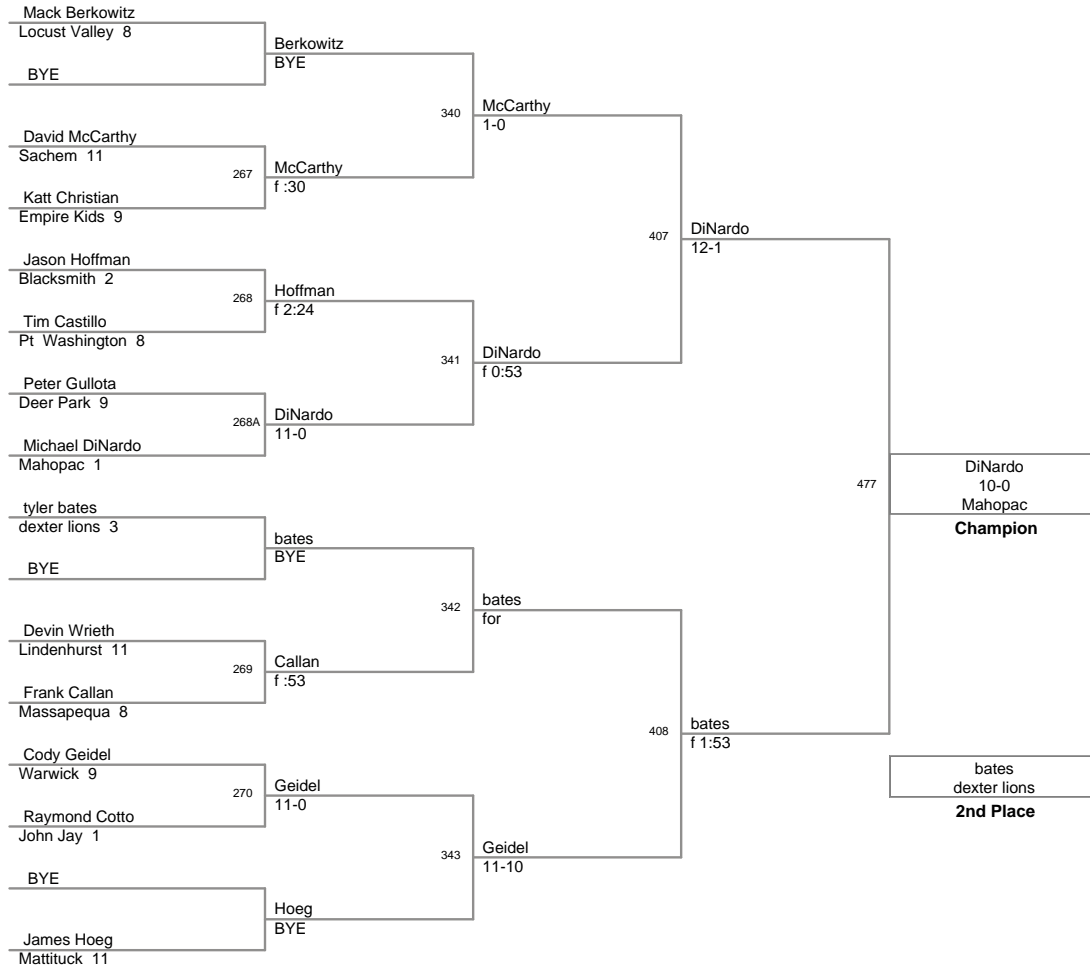 Mack Berkowitz
Locust Valley 8
BYE
Berkowitz
BYE
340
McCarthy
1-0
David McCarthy
Sachem 11
267
McCarthy
f :30
Katt Christian
Empire Kids 9
407
DiNardo
12-1
Jason Hoffman
Blacksmith 2
268
Hoffman
f 2:24
Tim Castillo
Pt Washington 8
341
DiNardo
f 0:53
Peter Gullota
Deer Park 9
268A
DiNardo
11-0
Michael DiNardo
Mahopac 1
477
DiNardo
10-0
Mahopac
Champion
tyler bates
dexter lions 3
bates
BYE
BYE
342
bates
for
Devin Wrieth
Lindenhurst 11
269
Callan
f :53
Frank Callan
Massapequa 8
408
bates
f 1:53
Cody Geidel
Warwick 9
270
Geidel
11-0
Raymond Cotto
John Jay 1
343
Geidel
11-10
bates
dexter lions
2nd Place
BYE
Hoeg
BYE
James Hoeg
Mattituck 11